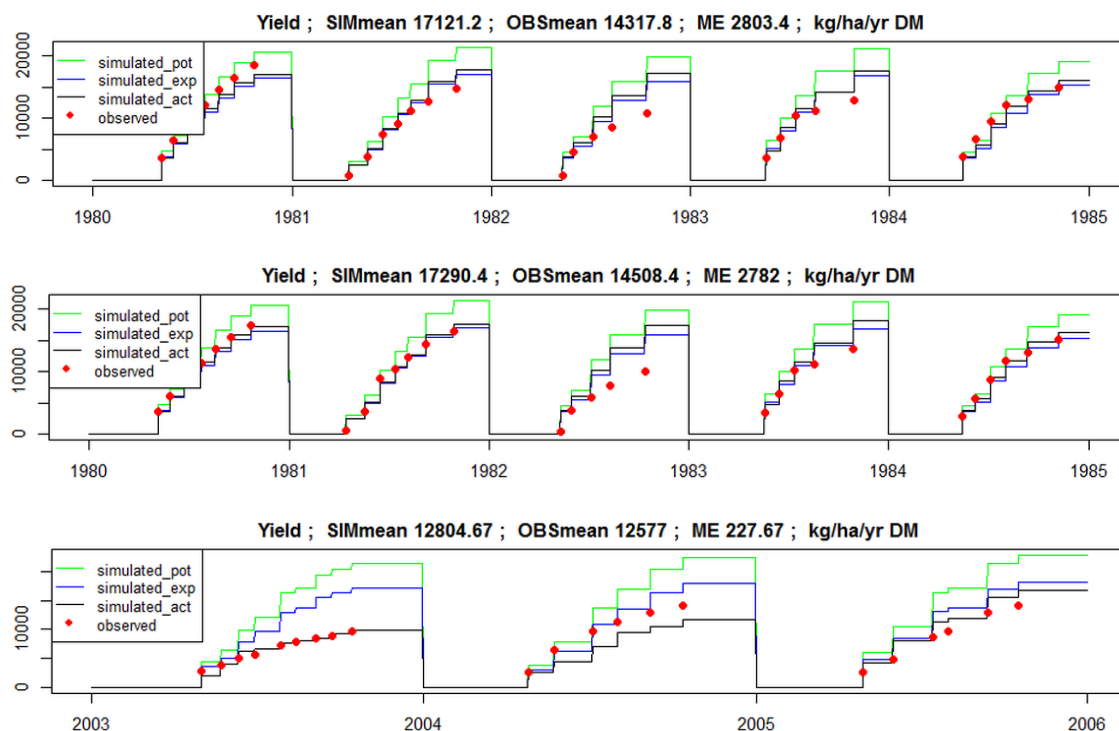 Yield ; SIMmean 17121.2 ; OBSmean 14317.8 ; ME 2803.4 ; kg/ha/yr DM
simulated_pot
simulated_exp
simulated_act
observed
0 10000 20000
1980 1981 1982 1983 1984 1985
Yield ; SIMmean 17290.4 ; OBSmean 14508.4 ; ME 2782 ; kg/ha/yr DM
simulated_pot
simulated_exp
simulated_act
observed
0 10000 20000
1980 1981 1982 1983 1984 1985
Yield ; SIMmean 12804.67 ; OBSmean 12577 ; ME 227.67 ; kg/ha/yr DM
simulated_pot
simulated_exp
simulated_act
observed
0 10000
2003 2004 2005 2006